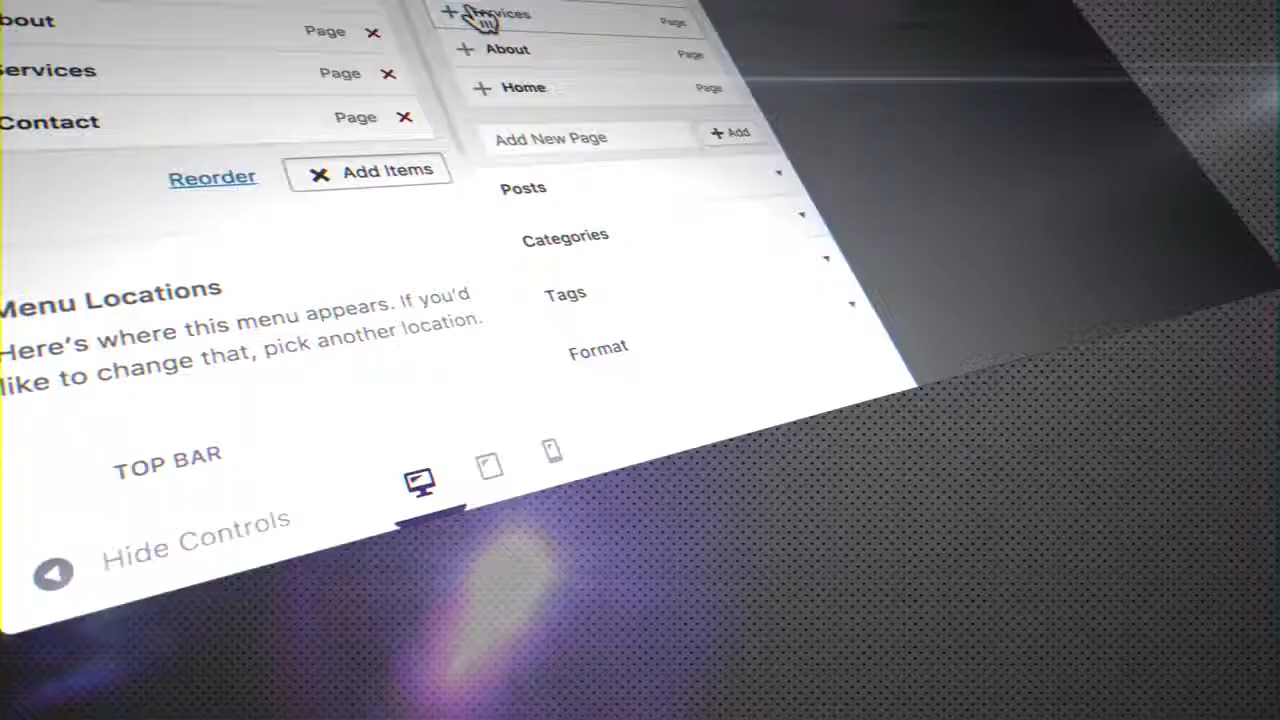 bout
Page
ervices
Page
Contact
Page
Reorder
Add Items
Menu Locations
Here's where this menu appears. If you'd
like to change that, pick another location.
TOP BAR
Hide Controls
Services
Page
About
Page
Home
Page
Add New Page
Add
Posts
Categories
Tags
Format